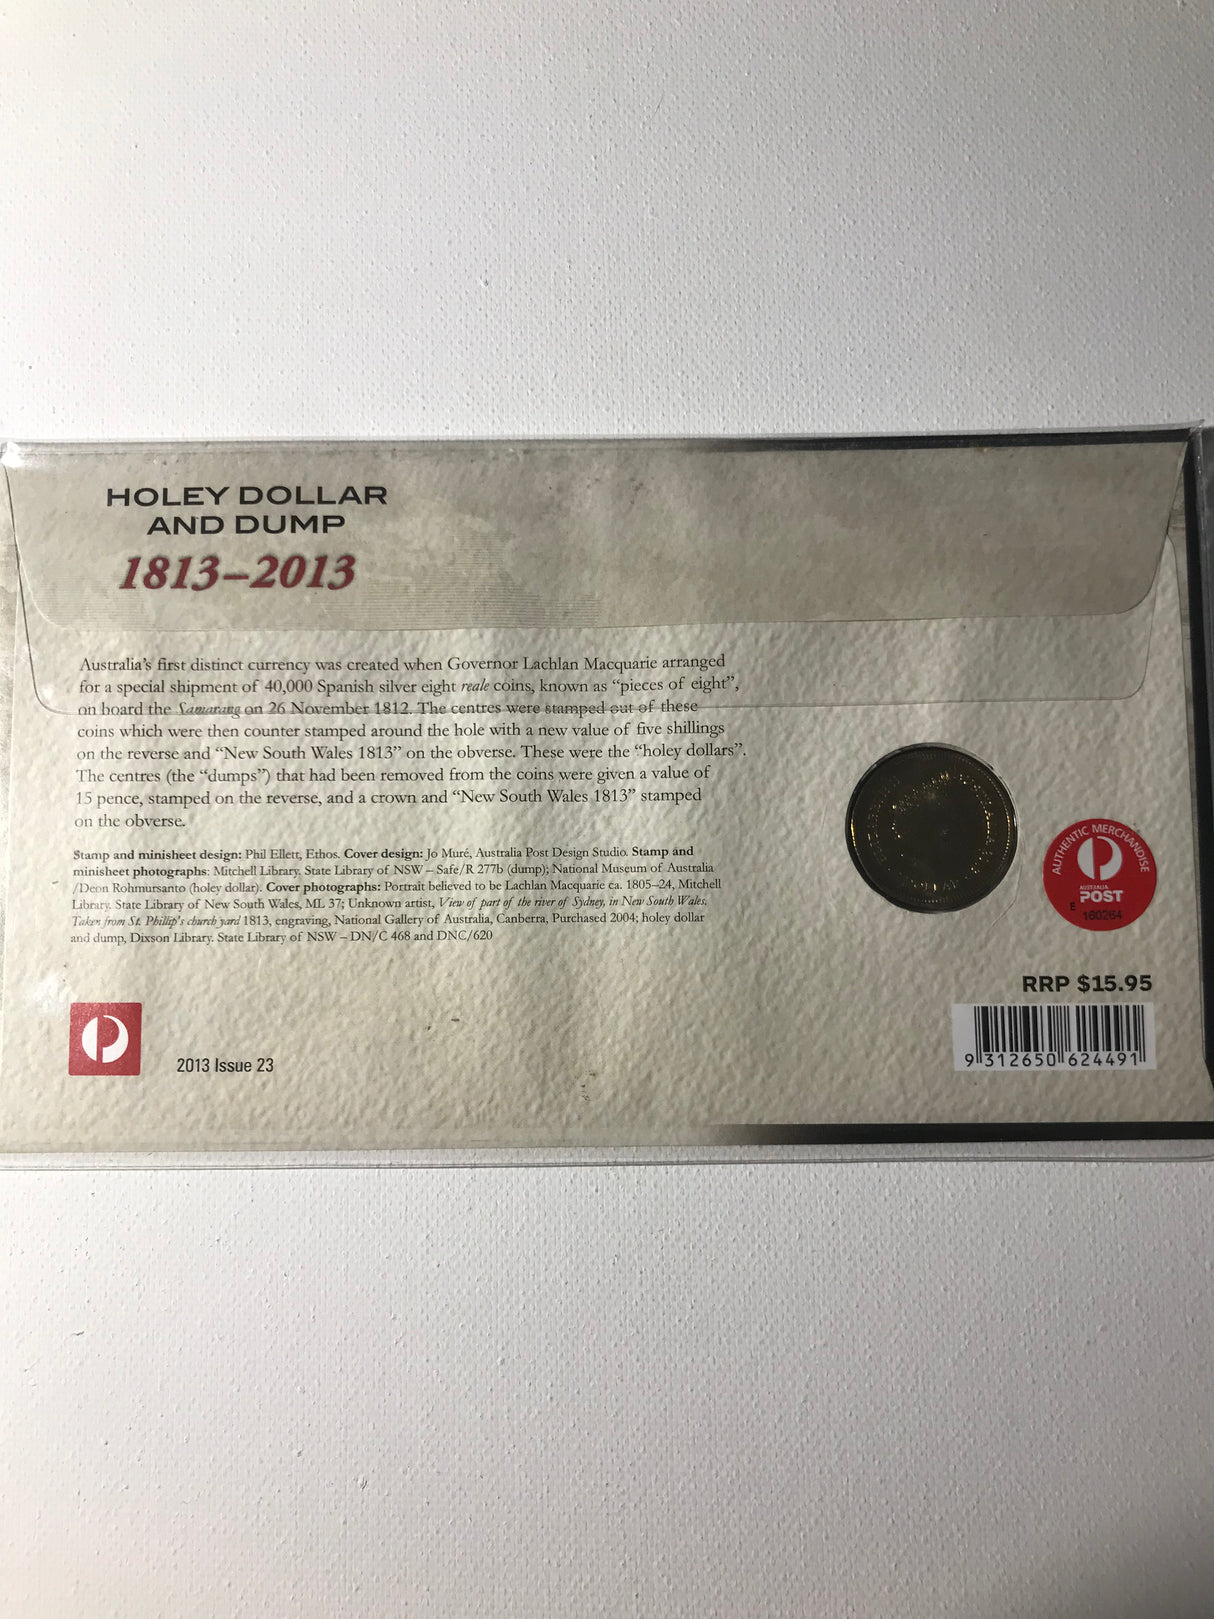 HOLEY DOLLAR
AND DUMP
1813–2013
Australia's first distinct currency was created when Governor Lachlan Macquarie arranged
for a special shipment of 40,000 Spanish silver eight reale coins, known as "pieces of eight",
on board the Samarang on 26 November 1812. The centres were stamped out of these
coins which were then counter stamped around the hole with a new value of five shillings
on the reverse and "New South Wales 1813" on the obverse. These were the "holey dollars".
The centres (the "dumps") that had been removed from the coins were given a value of
15 pence, stamped on the reverse, and a crown and "New South Wales 1813" stamped
on the obverse.
Stamp and minisheet design: Phil Ellett, Ethos. Cover design: Jo Muré, Australia Post Design Studio. Stamp and
minisheet photographs: Mitchell Library. State Library of NSW – Safe/R 277b (dump); National Museum of Australia
/Deon Rohmursanto (holey dollar). Cover photographs: Portrait believed to be Lachlan Macquarie ca. 1805–24, Mitchell
Library. State Library of New South Wales, ML 37; Unknown artist, View of part of the river of Sydney, in New South Wales,
Taken from St. Phillip's church yard 1813, engraving, National Gallery of Australia, Canberra, Purchased 2004; holey dollar
and dump, Dixson Library. State Library of NSW – DN/C 468 and DNC/620
AUTHENTIC MERCHANDISE
AUSTRALIA
POST
E
160264
RRP $15.95
9 312650 624491
2013 Issue 23